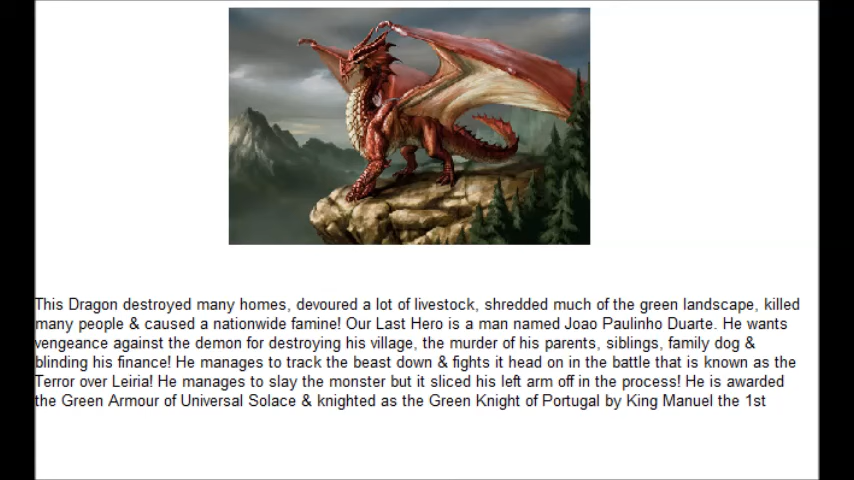 This Dragon destroyed many homes, devoured a lot of livestock, shredded much of the green landscape, killed
many people & caused a nationwide famine! Our Last Hero is a man named Joao Paulinho Duarte. He wants
vengeance against the demon for destroying his village, the murder of his parents, siblings, family dog &
blinding his finance! He manages to track the beast down & fights it head on in the battle that is known as the
Terror over Leiria! He manages to slay the monster but it sliced his left arm off in the process! He is awarded
the Green Armour of Universal Solace & knighted as the Green Knight of Portugal by King Manuel the 1st